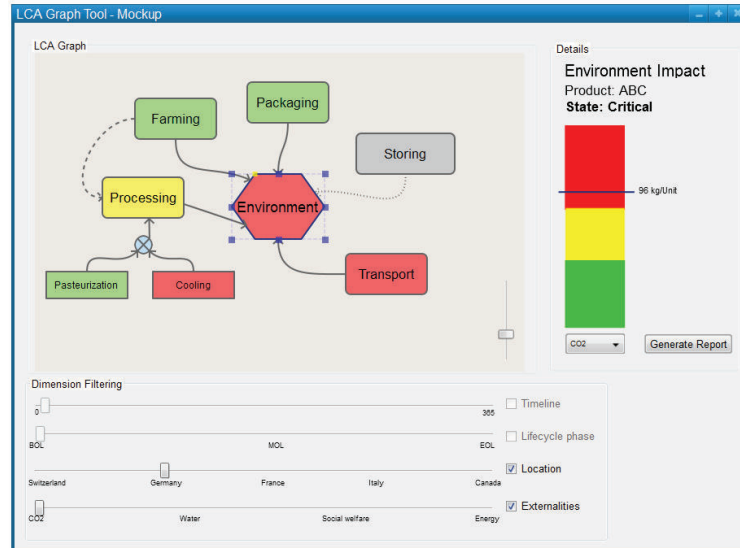 LCA Graph Tool - Mockup
LCA Graph
Farming
Packaging
Storing
Processing
Environment
Pasteurization
Cooling
Transport
Details
Environment Impact
Product: ABC
State: Critical
96 kg/Unit
CO2
Generate Report
Dimension Filtering
0 365 Timeline
BOL MOL EOL Lifecycle phase
Switzerland Germany France Italy Canada Location
CO2 Water Social welfare Energy Externalities